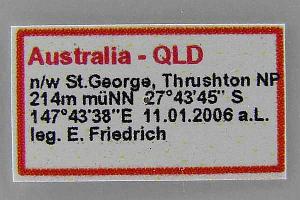 Australia - QLD
n/w St.George, Thrushton NP
214m müNN 27°43'45" S
147°43'38"E 11.01.2006 a.L.
leg. E. Friedrich